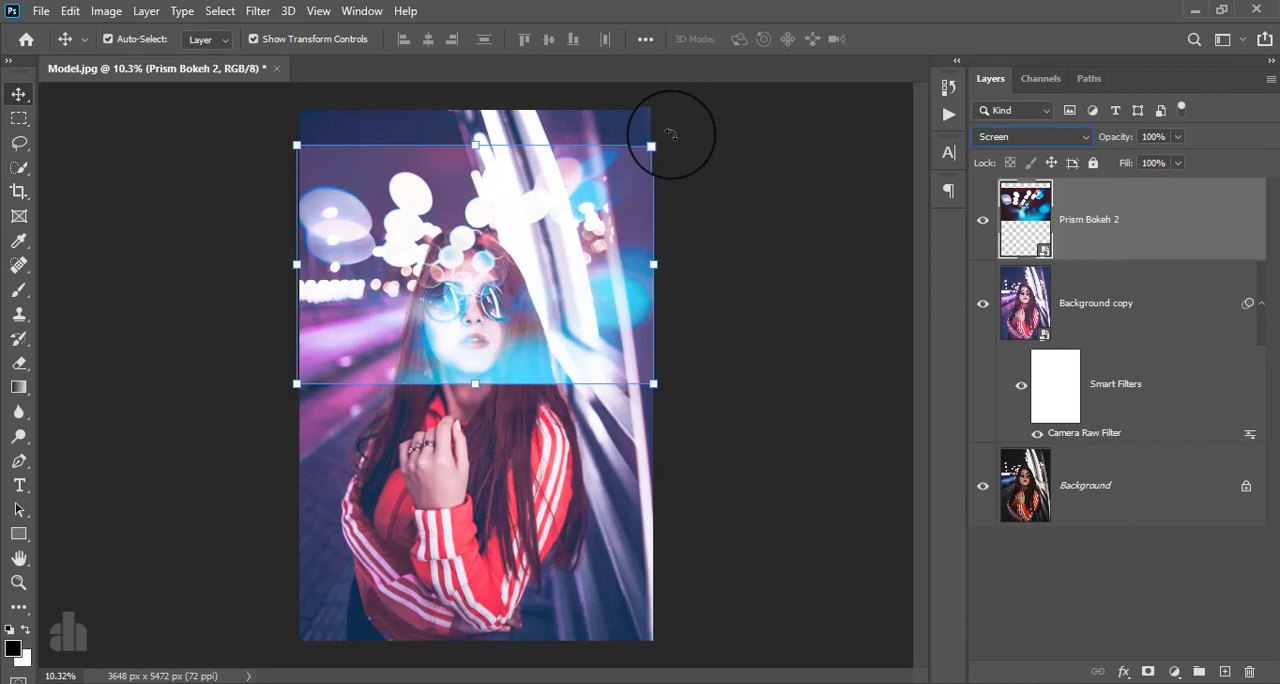 Ps File Edit Image Layer Type Select Filter 3D View Window Help
Auto-Select: Layer Show Transform Controls 3D Mode:
Model.jpg @ 10.3% (Prism Bokeh 2, RGB/8) *
Layers Channels Paths
Kind
Screen Opacity: 100%
Lock: Fill: 100%
Prism Bokeh 2
Background copy
Smart Filters
Camera Raw Filter
Background
ah
10.32% 3648 px x 5472 px (72 ppi)